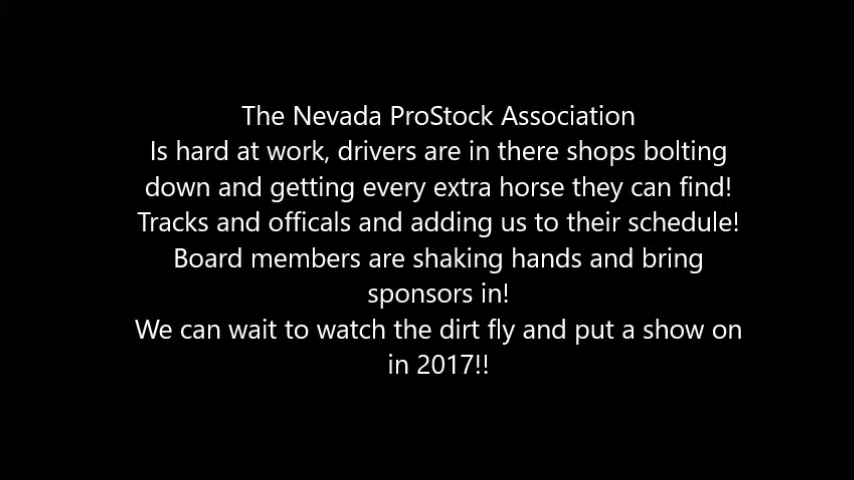 The Nevada ProStock Association
Is hard at work, drivers are in there shops bolting
down and getting every extra horse they can find!
Tracks and officals and adding us to their schedule!
Board members are shaking hands and bring
sponsors in!
We can wait to watch the dirt fly and put a show on
in 2017!!